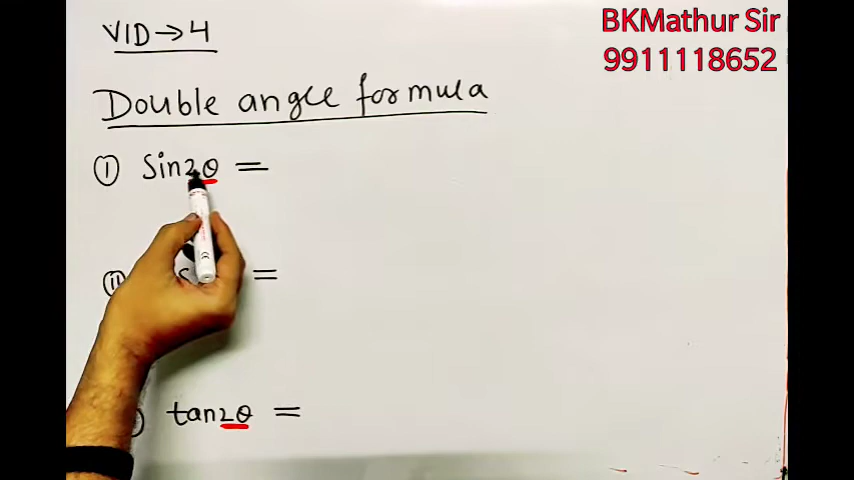 VID→4
BKMathur Sir
9911118652
Double angle formula
① Sin2θ =
=
tan2θ =